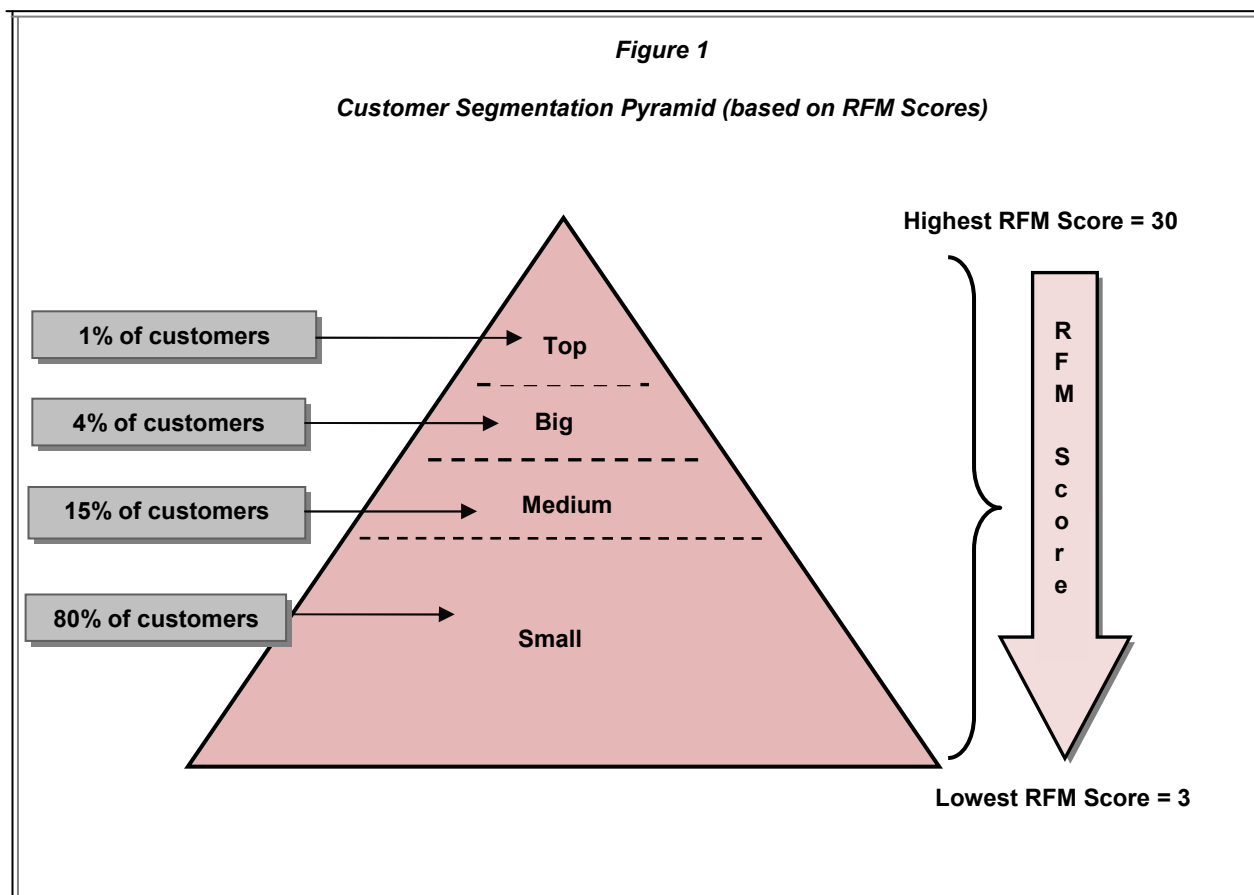 Figure 1
Customer Segmentation Pyramid (based on RFM Scores)
Highest RFM Score = 30
1% of customers
Top
4% of customers
Big
15% of customers
Medium
80% of customers
Small
R
F
M
S
c
o
r
e
Lowest RFM Score = 3